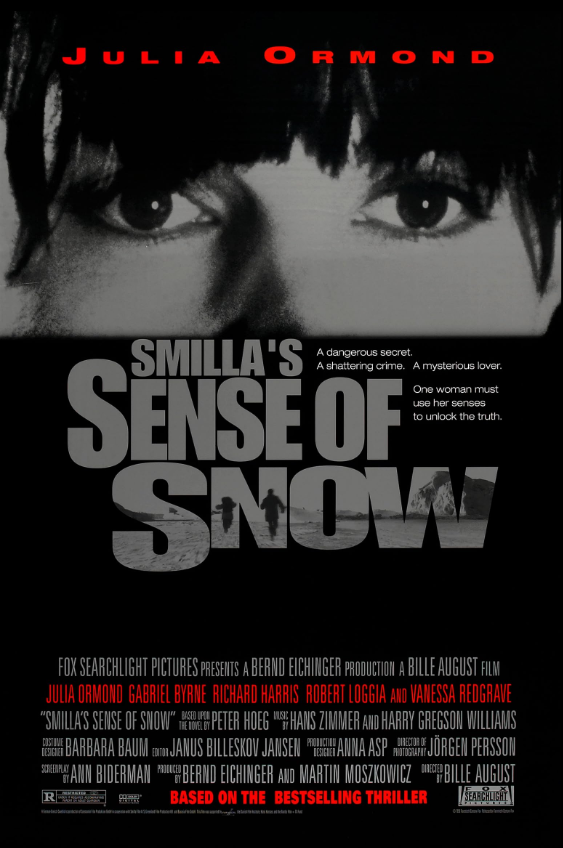 JULIA ORMOND
SMILLA'S
SENSE OF
SNOW
A dangerous secret.
A shattering crime. A mysterious lover.
One woman must
use her senses
to unlock the truth.
FOX SEARCHLIGHT PICTURES PRESENTS A BERND EICHINGER PRODUCTION A BILLE AUGUST FILM
JULIA ORMOND GABRIEL BYRNE RICHARD HARRIS ROBERT LOGGIA AND VANESSA REDGRAVE
"SMILLA'S SENSE OF SNOW" BASED UPON THE NOVEL BY PETER HOEG MUSIC BY HANS ZIMMER AND HARRY GREGSON WILLIAMS
COSTUME DESIGNER BARBARA BAUM EDITOR JANUS BILLESKOV JANSEN PRODUCTION DESIGNER ANNA ASP DIRECTOR OF PHOTOGRAPHY JÖRGEN PERSSON
SCREENPLAY BY ANN BIDERMAN PRODUCED BY BERND EICHINGER AND MARTIN MOSZKOWICZ DIRECTED BY BILLE AUGUST
R RESTRICTED
DOLBY DIGITAL
BASED ON THE BESTSELLING THRILLER
FOX
SEARCHLIGHT
PICTURES